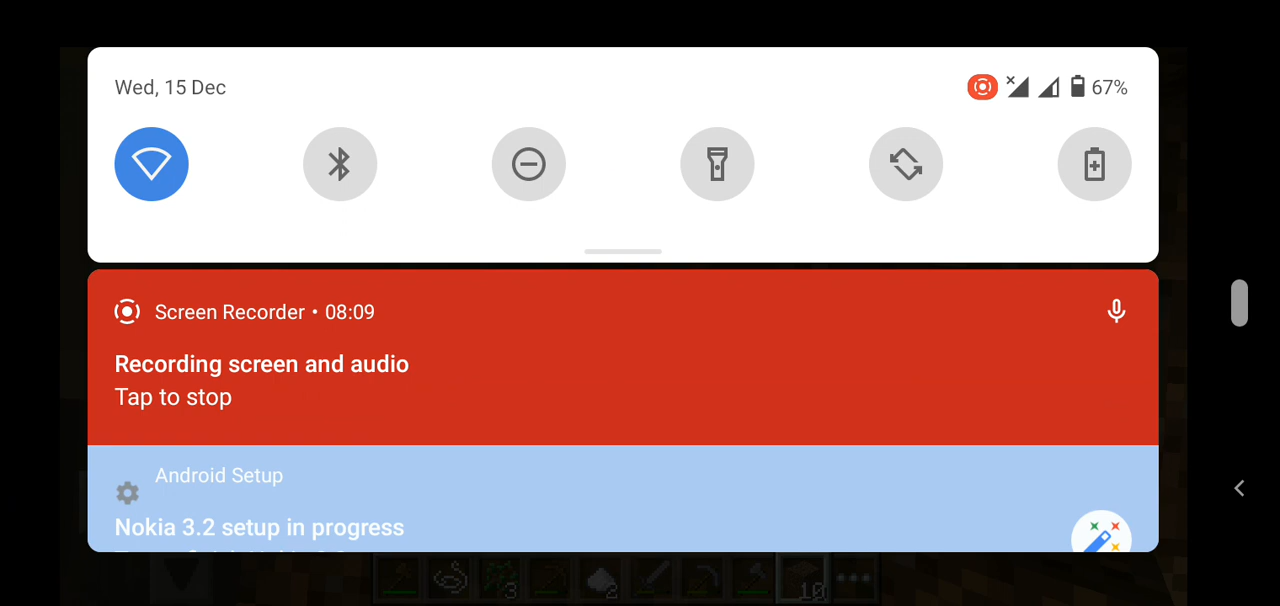 Wed, 15 Dec
67%
Screen Recorder • 08:09
Recording screen and audio
Tap to stop
Android Setup
Nokia 3.2 setup in progress
3
2
10